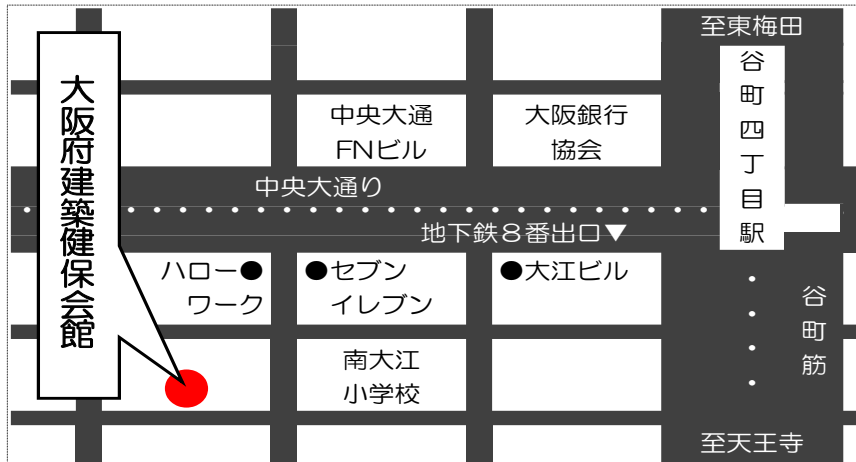 至東梅田
谷町四丁目駅
大阪府建築健保会館
中央大通
FNビル
大阪銀行
協会
中央大通り
地下鉄８番出口▼
ハロー●
ワーク
●セブン
イレブン
●大江ビル
谷町筋
南大江
小学校
至天王寺